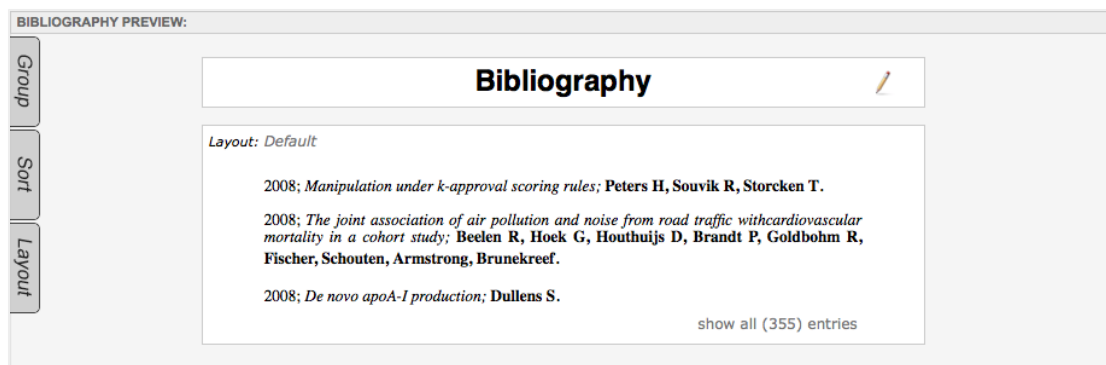 BIBLIOGRAPHY PREVIEW:
Group
Sort
Layout
Bibliography
Layout: Default
2008; Manipulation under k-approval scoring rules; Peters H, Souvik R, Storcken T.
2008; The joint association of air pollution and noise from road traffic withcardiovascular
mortality in a cohort study; Beelen R, Hoek G, Houthuijs D, Brandt P, Goldbohm R,
Fischer, Schouten, Armstrong, Brunekreef.
2008; De novo apoA-I production; Dullens S.
show all (355) entries